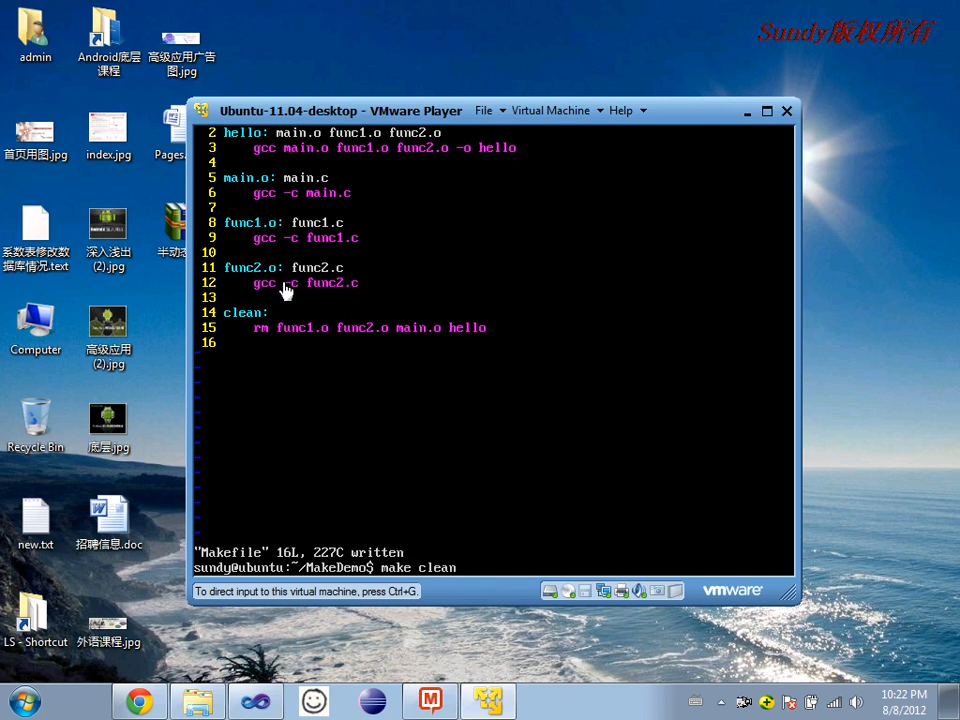 Sundy版权所有
admin
Android底层
课程
高级应用广告
图.jpg
首页用图.jpg
index.jpg
Pages.
系数表修改数
据库情况.text
深入浅出
(2).jpg
半动态
Computer
高级应用
(2).jpg
Recycle Bin
底层.jpg
new.txt
招聘信息.doc
LS - Shortcut
外语课程.jpg
Ubuntu-11.04-desktop - VMware Player File Virtual Machine Help
2 hello: main.o func1.o func2.o
3 gcc main.o func1.o func2.o -o hello
4
5 main.o: main.c
6 gcc -c main.c
7
8 func1.o: func1.c
9 gcc -c func1.c
10
11 func2.o: func2.c
12 gcc -c func2.c
13
14 clean:
15 rm func1.o func2.o main.o hello
16
~
~
~
~
~
~
~
~
~
~
~
~
~
"Makefile" 16L, 227C written
sundy@ubuntu:~/MakeDemo$ make clean
To direct input to this virtual machine, press Ctrl+G.
vmware
10:22 PM
8/8/2012